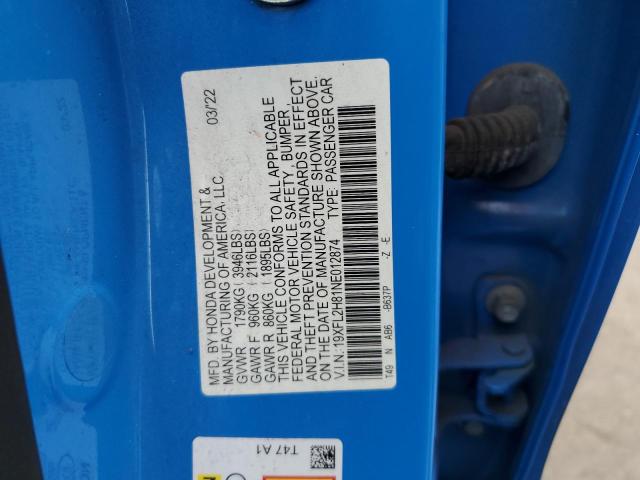 MFD. BY HONDA DEVELOPMENT & 03/22
MANUFACTURING OF AMERICA, LLC
GVWR 1790KG ( 3946LBS)
GAWR F 960KG ( 2116LBS)
GAWR R 860KG ( 1895LBS)
THIS VEHICLE CONFORMS TO ALL APPLICABLE
FEDERAL MOTOR VEHICLE SAFETY, BUMPER,
AND THEFT PREVENTION STANDARDS IN EFFECT
ON THE DATE OF MANUFACTURE SHOWN ABOVE.
V.I.N.:19XFL2H81NE012874 TYPE: PASSENGER CAR
T49 N AB6 -B637P -Z -E
T47 A1